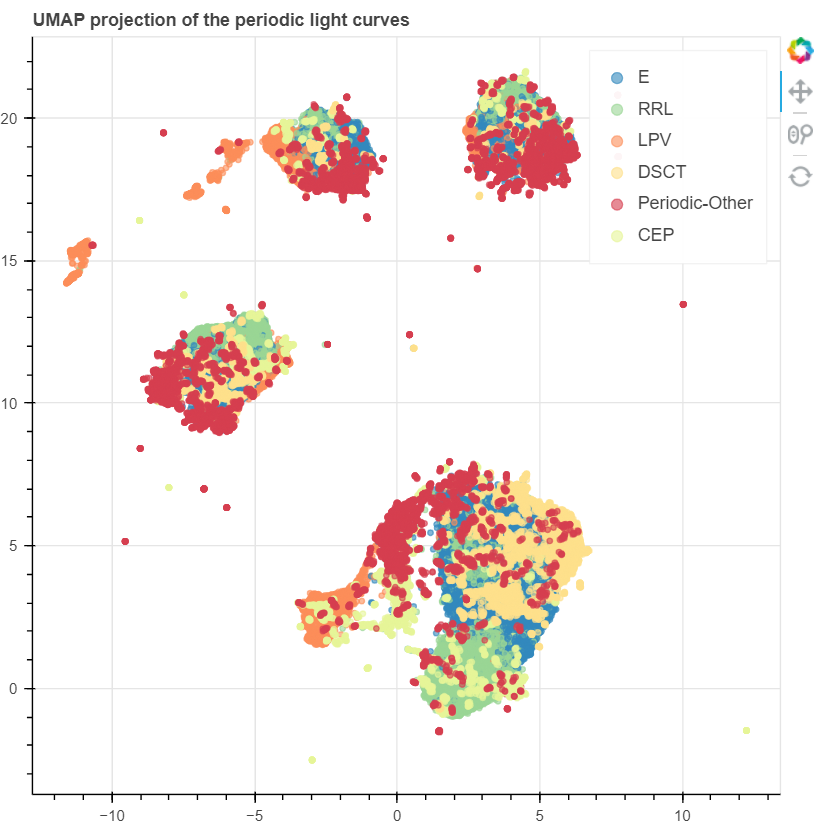 UMAP projection of the periodic light curves
E
RRL
LPV
DSCT
Periodic-Other
CEP
20
15
10
5
0
−10
−5
0
5
10